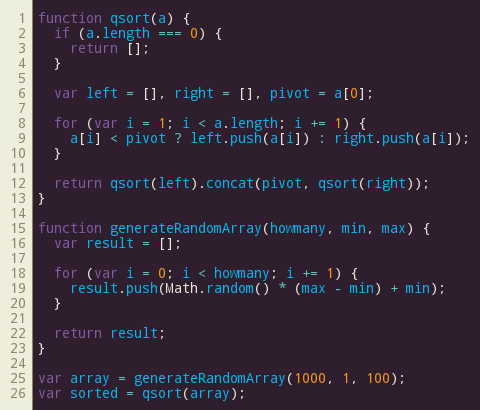 1 function qsort(a) {
2   if (a.length === 0) {
3     return [];
4   }
5
6   var left = [], right = [], pivot = a[0];
7
8   for (var i = 1; i < a.length; i += 1) {
9     a[i] < pivot ? left.push(a[i]) : right.push(a[i]);
10   }
11
12   return qsort(left).concat(pivot, qsort(right));
13 }
14
15 function generateRandomArray(howmany, min, max) {
16   var result = [];
17
18   for (var i = 0; i < howmany; i += 1) {
19     result.push(Math.random() * (max - min) + min);
20   }
21
22   return result;
23 }
24
25 var array = generateRandomArray(1000, 1, 100);
26 var sorted = qsort(array);